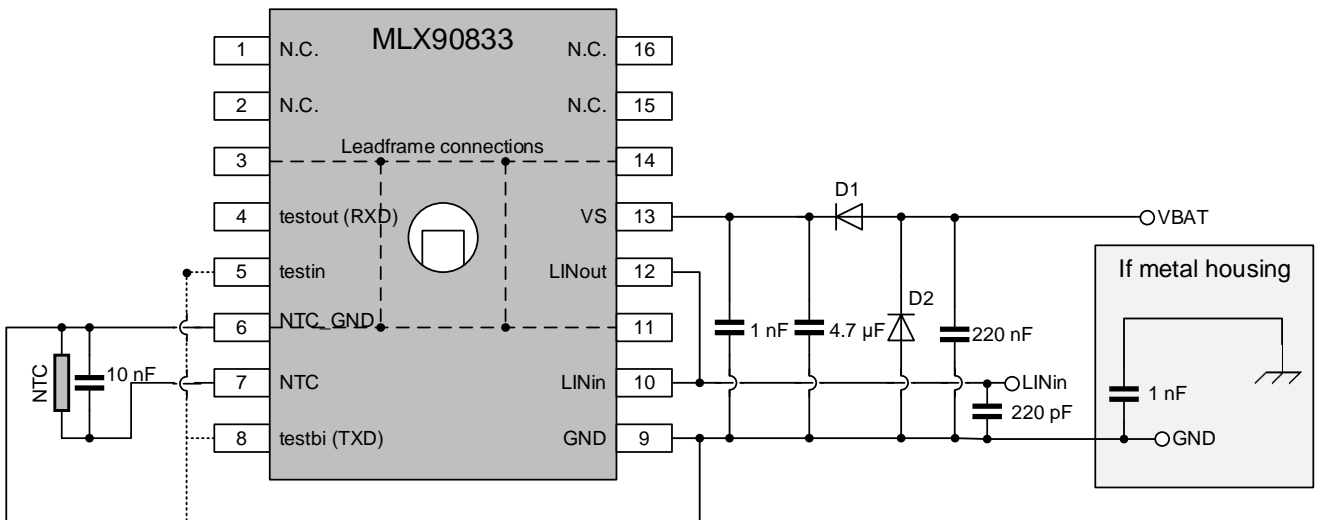 MLX90833
1 N.C. N.C. 16
2 N.C. N.C. 15
Leadframe connections
3 14
D1
4 testout (RXD) VS 13 VBAT
If metal housing
5 testin LINout 12
D2
6 NTC_GND 11
1 nF 4.7 µF 220 nF
NTC 10 nF
7 NTC LINin 10 LINin
1 nF
220 pF
8 testbi (TXD) GND 9 GND